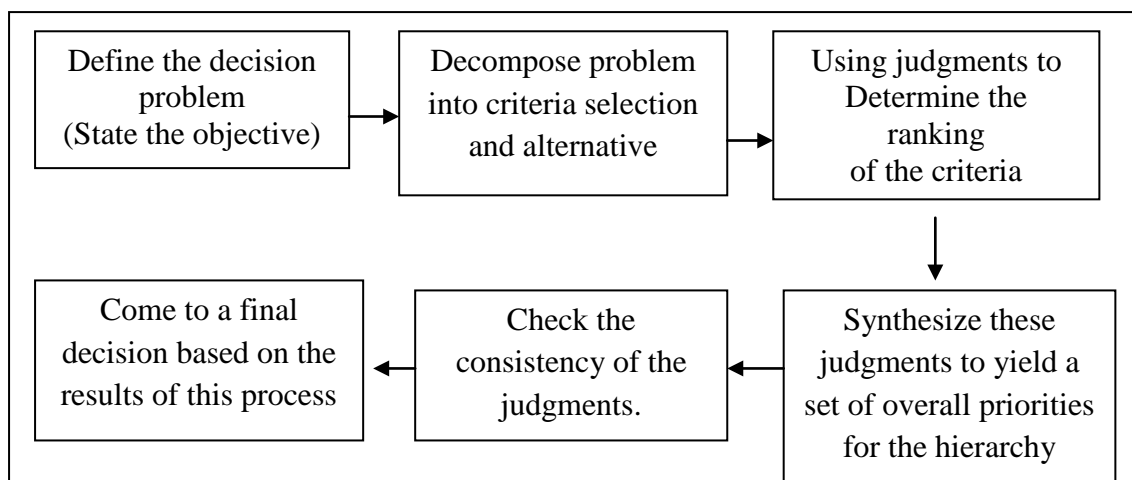 Define the decision
problem
(State the objective)
Decompose problem
into criteria selection
and alternative
Using judgments to
Determine the
ranking
of the criteria
Synthesize these
judgments to yield a
set of overall priorities
for the hierarchy
Check the
consistency of the
judgments.
Come to a final
decision based on the
results of this process